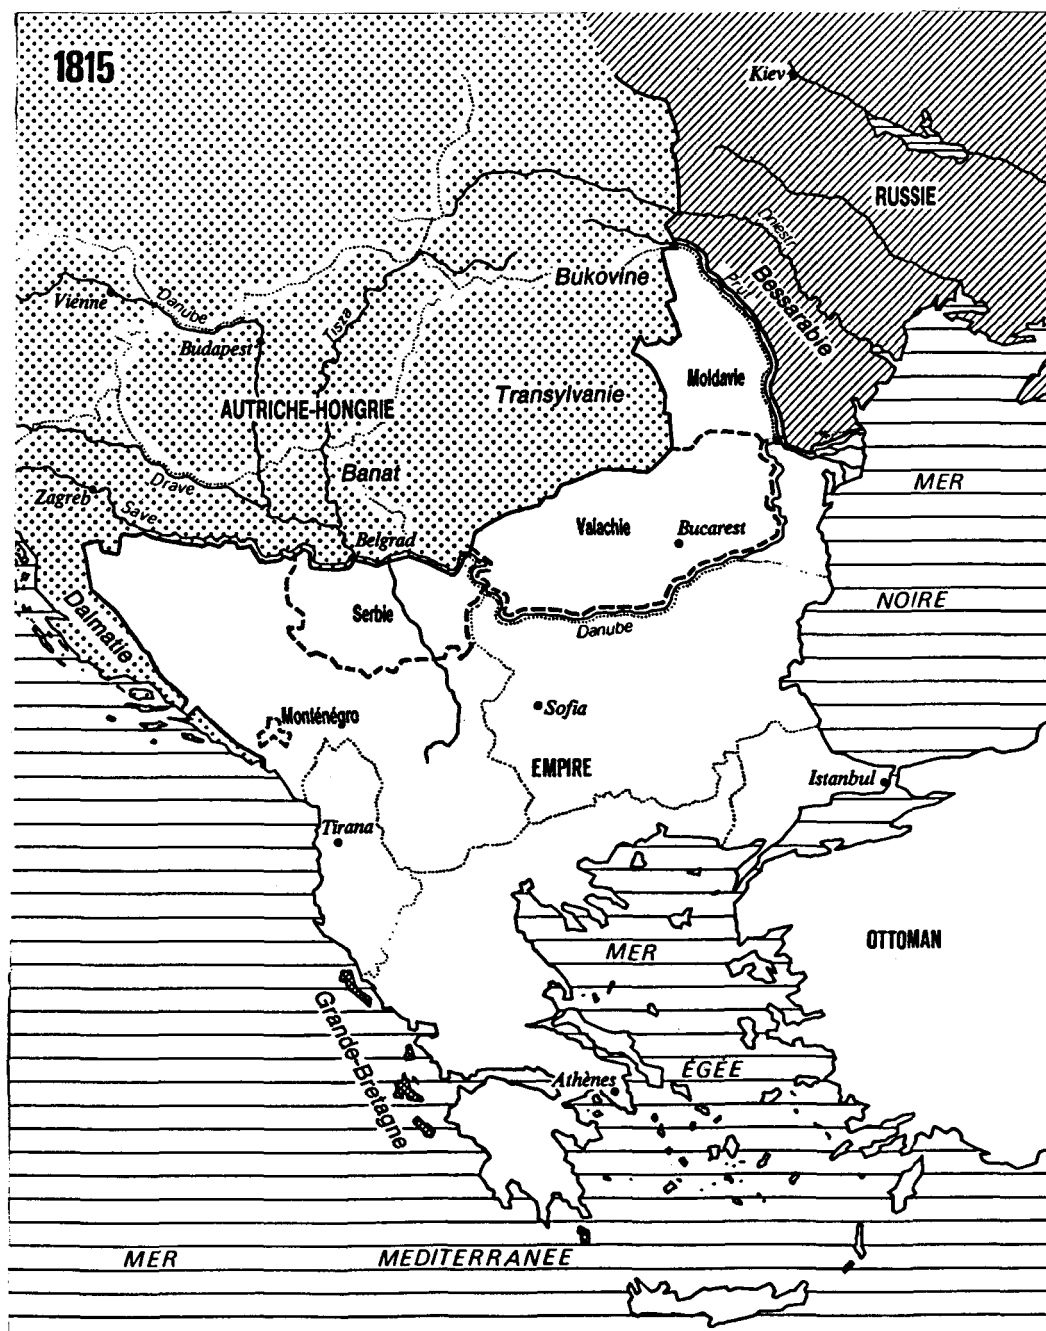 1815
Kiev
RUSSIE
Dniestr
Bukovine
Prut
Bessarabie
Vienne
Danube
Tisza
Budapest
Moldavie
Transylvanie
AUTRICHE-HONGRIE
Banat
Drave
MER
Zagreb
Save
Valachie
Bucarest
Belgrad
NOIRE
Dalmatie
Serbie
Danube
Monténégro
Sofia
EMPIRE
Istanbul
Tirana
OTTOMAN
MER
Grande-Bretagne
ÉGÉE
Athènes
MER MEDITERRANEE